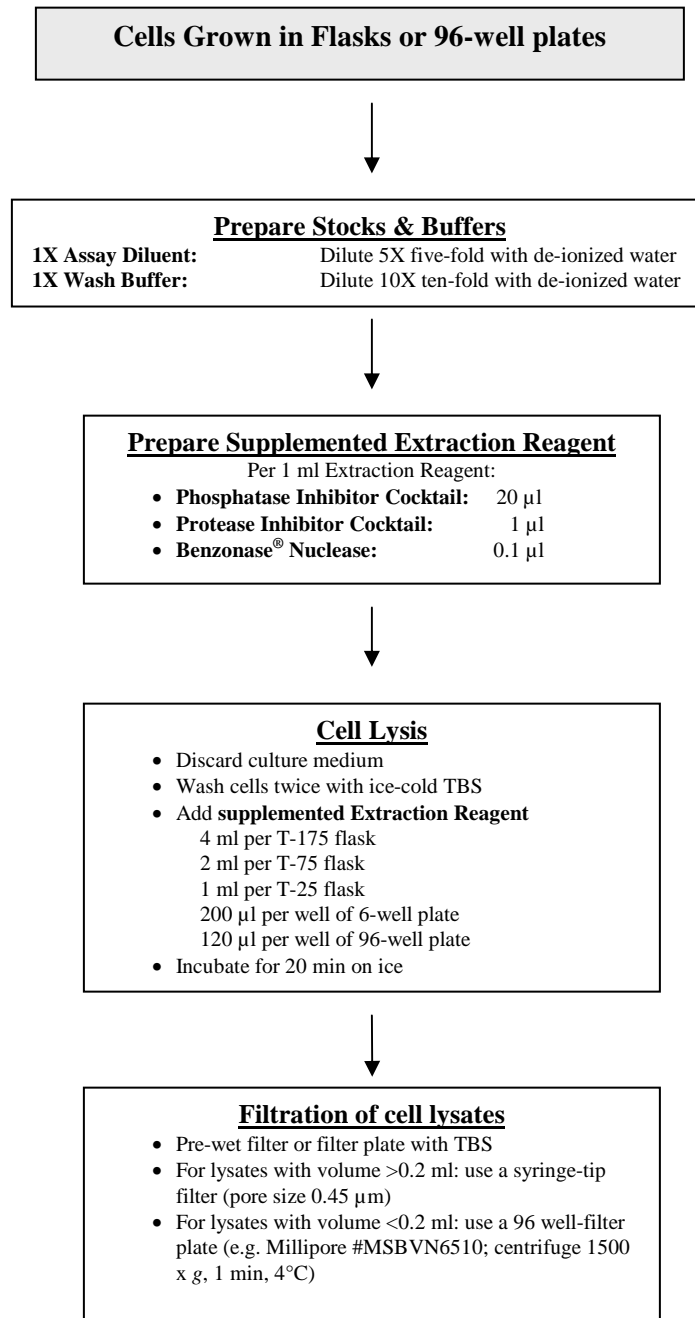 Cells Grown in Flasks or 96-well plates
Prepare Stocks & Buffers
1X Assay Diluent: Dilute 5X five-fold with de-ionized water
1X Wash Buffer: Dilute 10X ten-fold with de-ionized water
Prepare Supplemented Extraction Reagent
Per 1 ml Extraction Reagent:
• Phosphatase Inhibitor Cocktail: 20 µl
• Protease Inhibitor Cocktail: 1 µl
• Benzonase® Nuclease: 0.1 µl
Cell Lysis
• Discard culture medium
• Wash cells twice with ice-cold TBS
• Add supplemented Extraction Reagent
4 ml per T-175 flask
2 ml per T-75 flask
1 ml per T-25 flask
200 µl per well of 6-well plate
120 µl per well of 96-well plate
• Incubate for 20 min on ice
Filtration of cell lysates
• Pre-wet filter or filter plate with TBS
• For lysates with volume >0.2 ml: use a syringe-tip
filter (pore size 0.45 µm)
• For lysates with volume <0.2 ml: use a 96 well-filter
plate (e.g. Millipore #MSBVN6510; centrifuge 1500
x g, 1 min, 4°C)